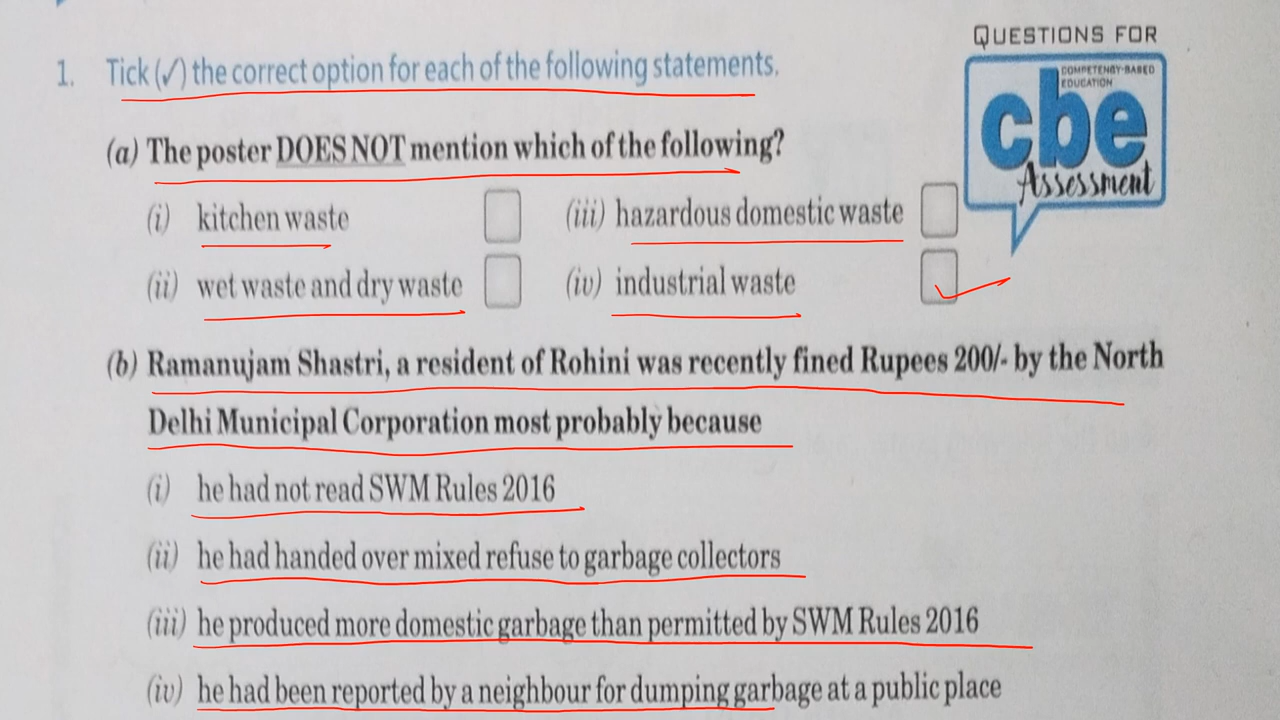 QUESTIONS FOR
COMPETENCY-BASED
EDUCATION
cbe
Assessment
1. Tick (✓) the correct option for each of the following statements.
(a) The poster DOES NOT mention which of the following?
(i) kitchen waste (iii) hazardous domestic waste
(ii) wet waste and dry waste (iv) industrial waste
(b) Ramanujam Shastri, a resident of Rohini was recently fined Rupees 200/- by the North
Delhi Municipal Corporation most probably because
(i) he had not read SWM Rules 2016
(ii) he had handed over mixed refuse to garbage collectors
(iii) he produced more domestic garbage than permitted by SWM Rules 2016
(iv) he had been reported by a neighbour for dumping garbage at a public place